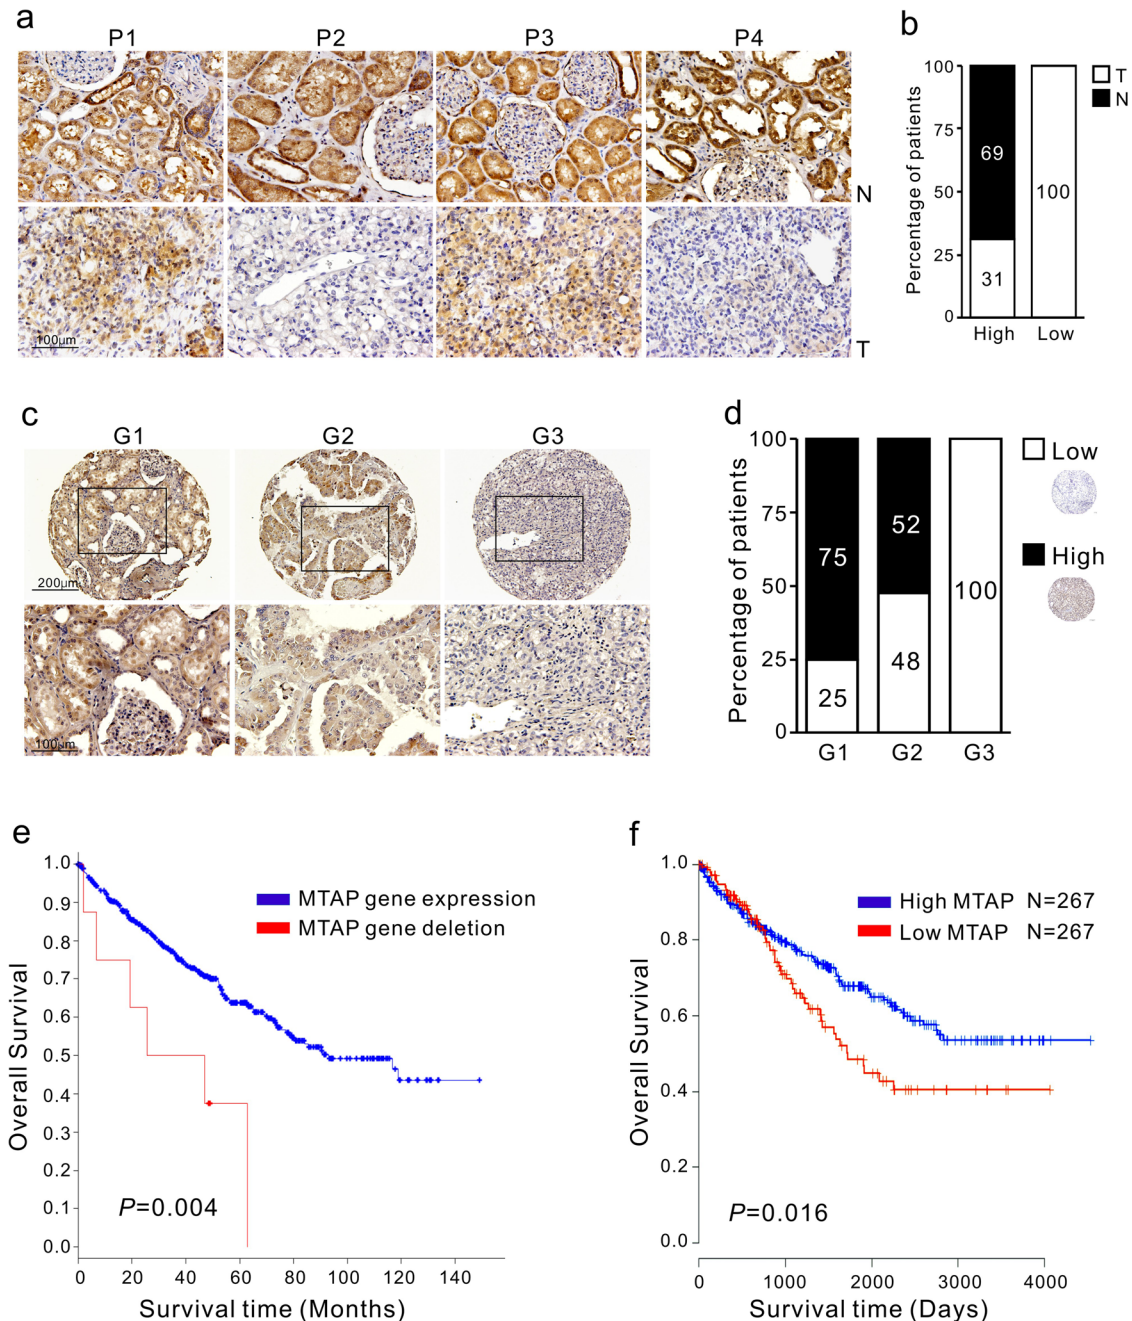 a
P1 P2 P3 P4
N
100μm
T
b
Percentage of patients
100
75
50
25
0
69
31
100
High Low
T
N
c
G1 G2 G3
200μm
100μm
d
Percentage of patients
100
75
50
25
0
75
25
52
48
100
G1 G2 G3
Low
High
e
Overall Survival
1.0
0.9
0.8
0.7
0.6
0.5
0.4
0.3
0.2
0.1
0.0
MTAP gene expression
MTAP gene deletion
P=0.004
0 20 40 60 80 100 120 140
Survival time (Months)
f
Overall Survival
1.0
0.8
0.6
0.4
0.2
0.0
High MTAP N=267
Low MTAP N=267
P=0.016
0 1000 2000 3000 4000
Survival time (Days)